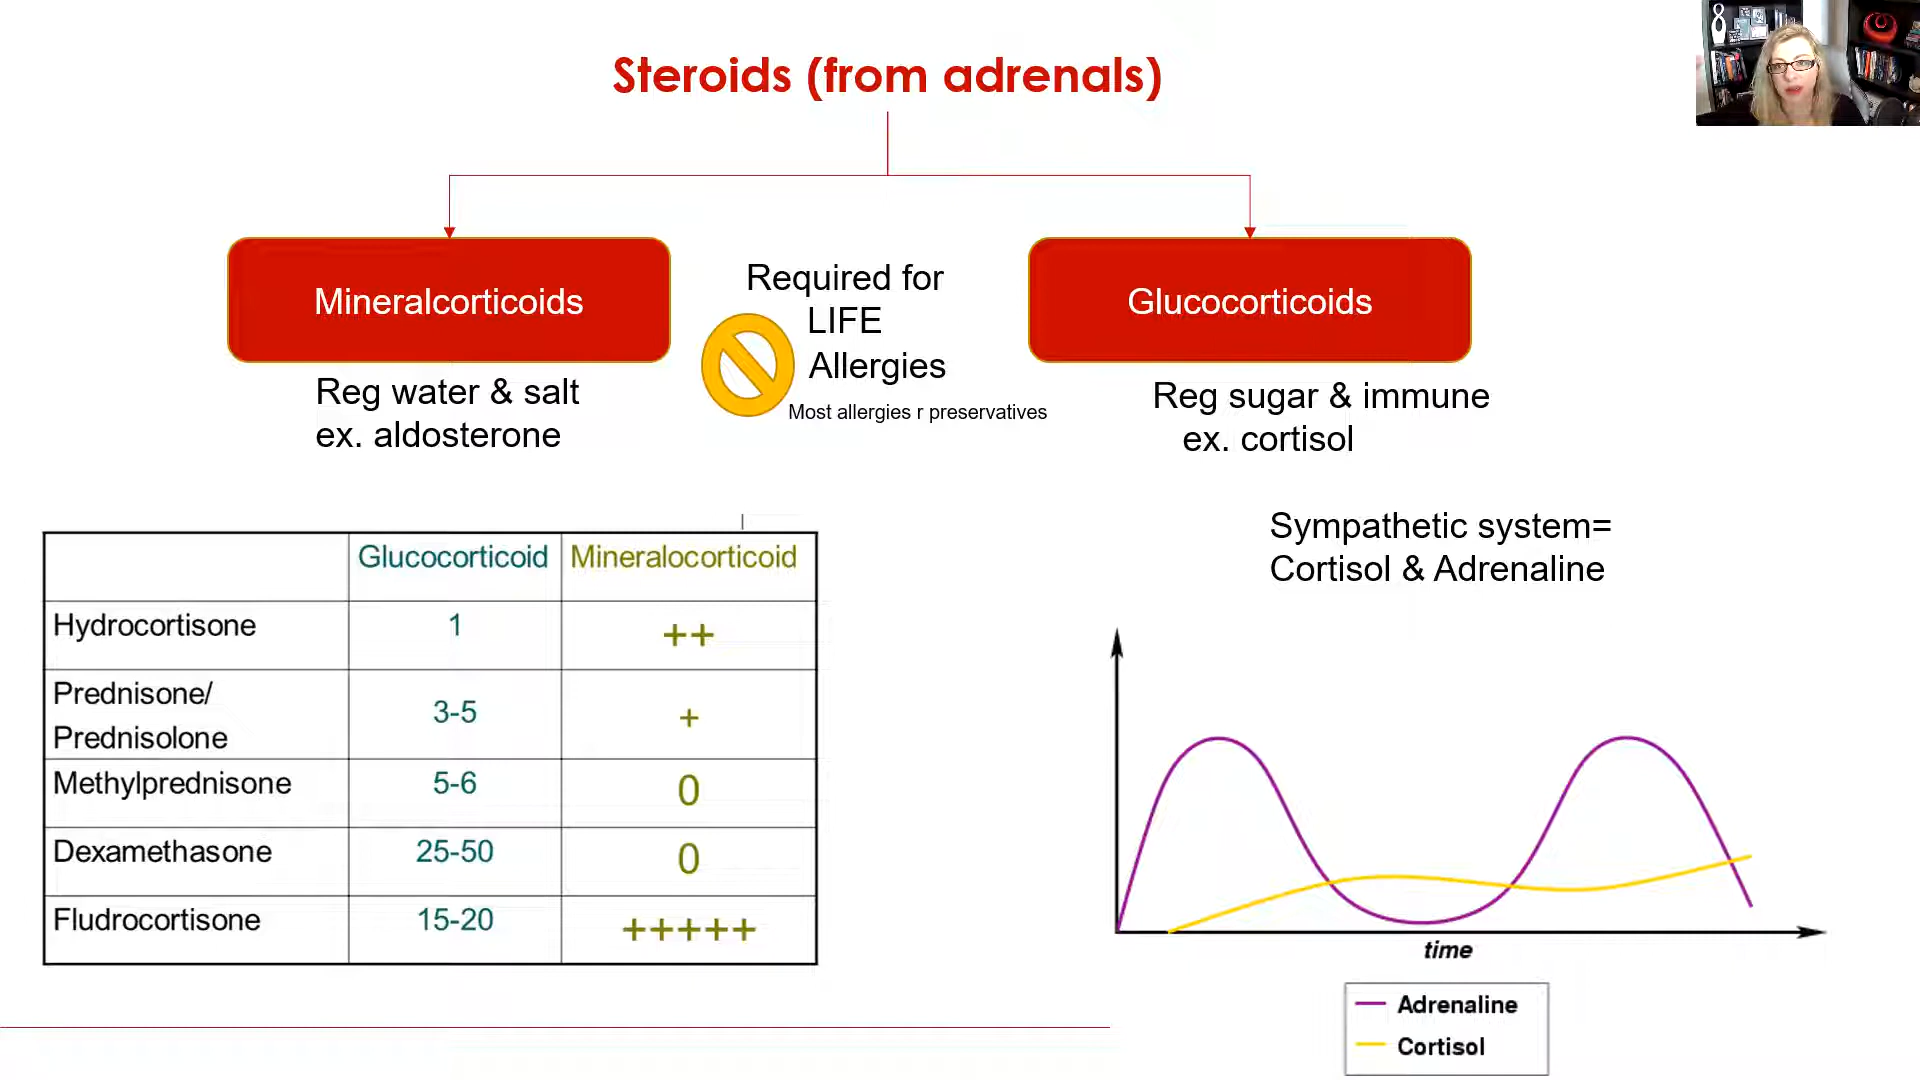 Steroids (from adrenals)
Mineralcorticoids
Required for
LIFE
Allergies
Most allergies r preservatives
Glucocorticoids
Reg water & salt
ex. aldosterone
Reg sugar & immune
ex. cortisol
Glucocorticoid Mineralocorticoid
Hydrocortisone 1 ++
Prednisone/
Prednisolone 3-5 +
Methylprednisone 5-6 0
Dexamethasone 25-50 0
Fludrocortisone 15-20 +++++
Sympathetic system=
Cortisol & Adrenaline
time
Adrenaline
Cortisol